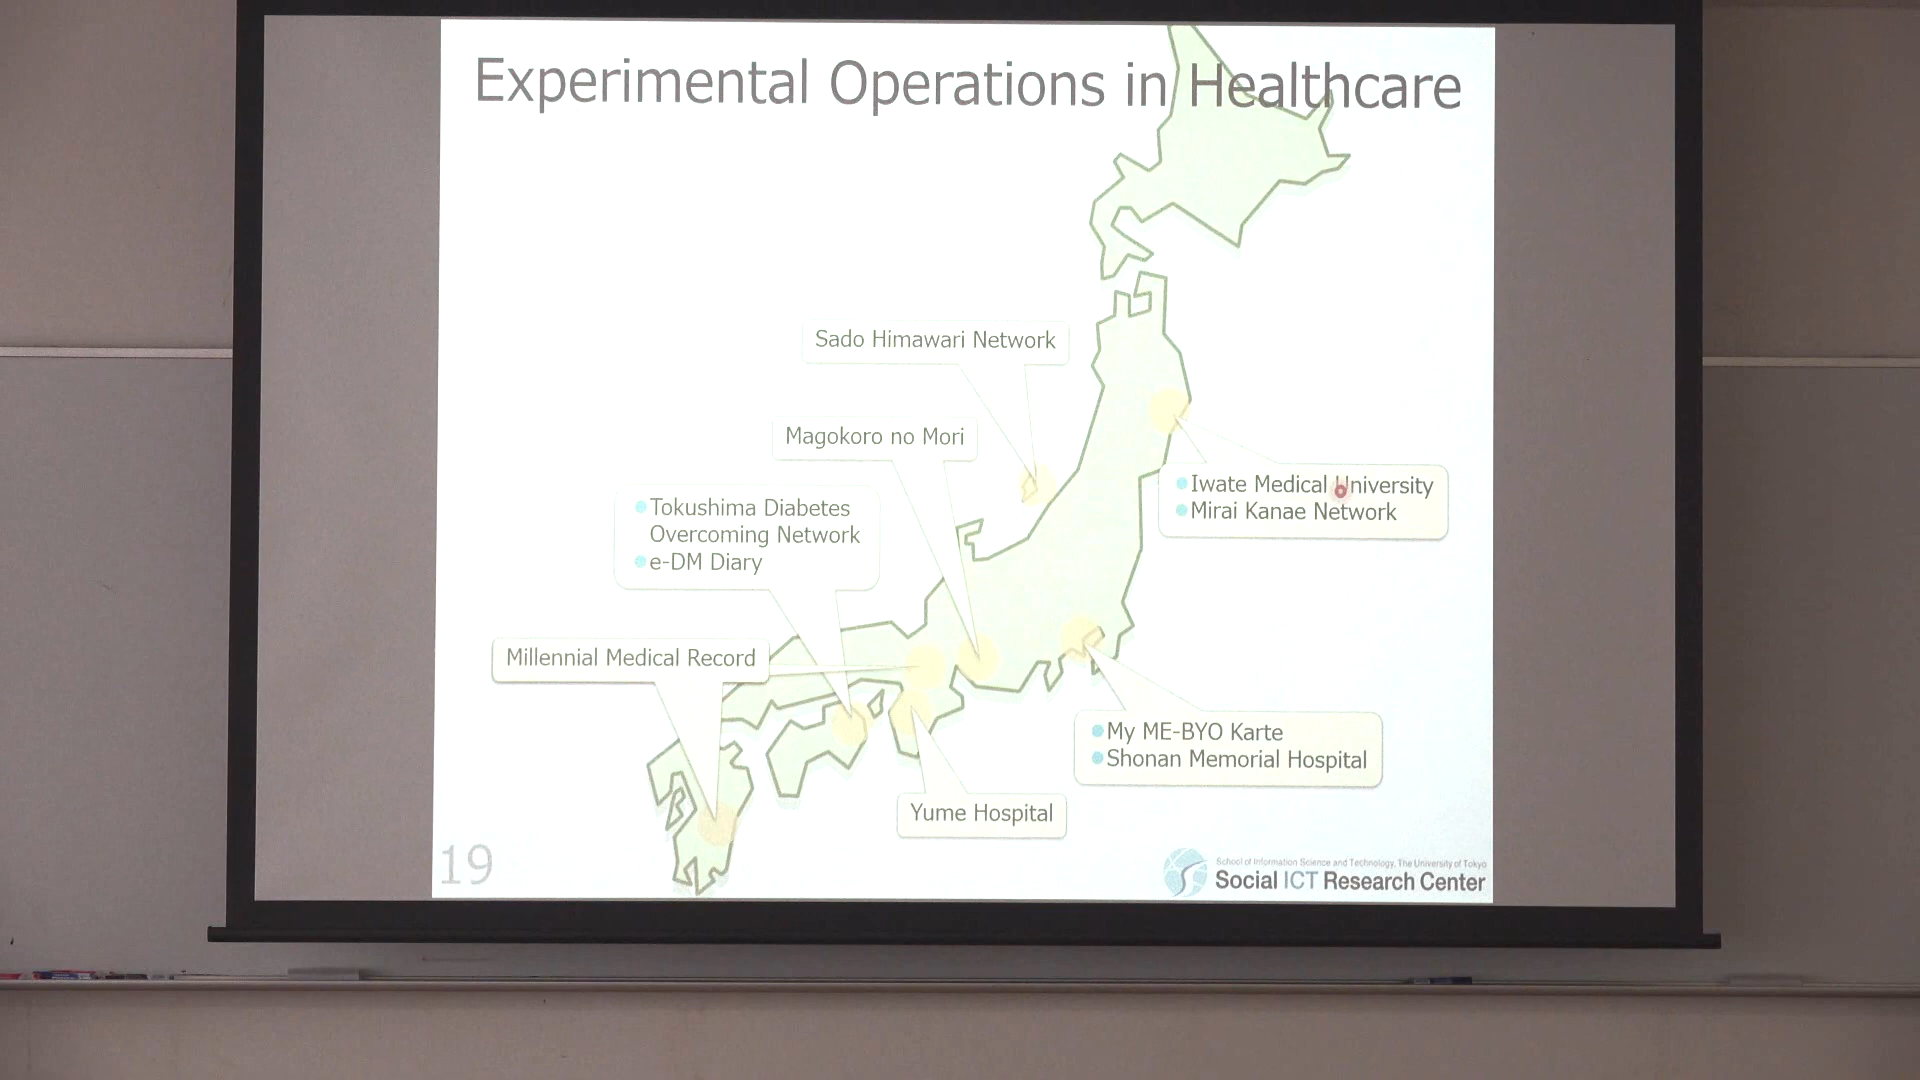 Experimental Operations in Healthcare
Sado Himawari Network
Magokoro no Mori
Tokushima Diabetes
Overcoming Network
e-DM Diary
Iwate Medical University
Mirai Kanae Network
Millennial Medical Record
My ME-BYO Karte
Shonan Memorial Hospital
Yume Hospital
19
School of Information Science and Technology, The University of Tokyo
Social ICT Research Center